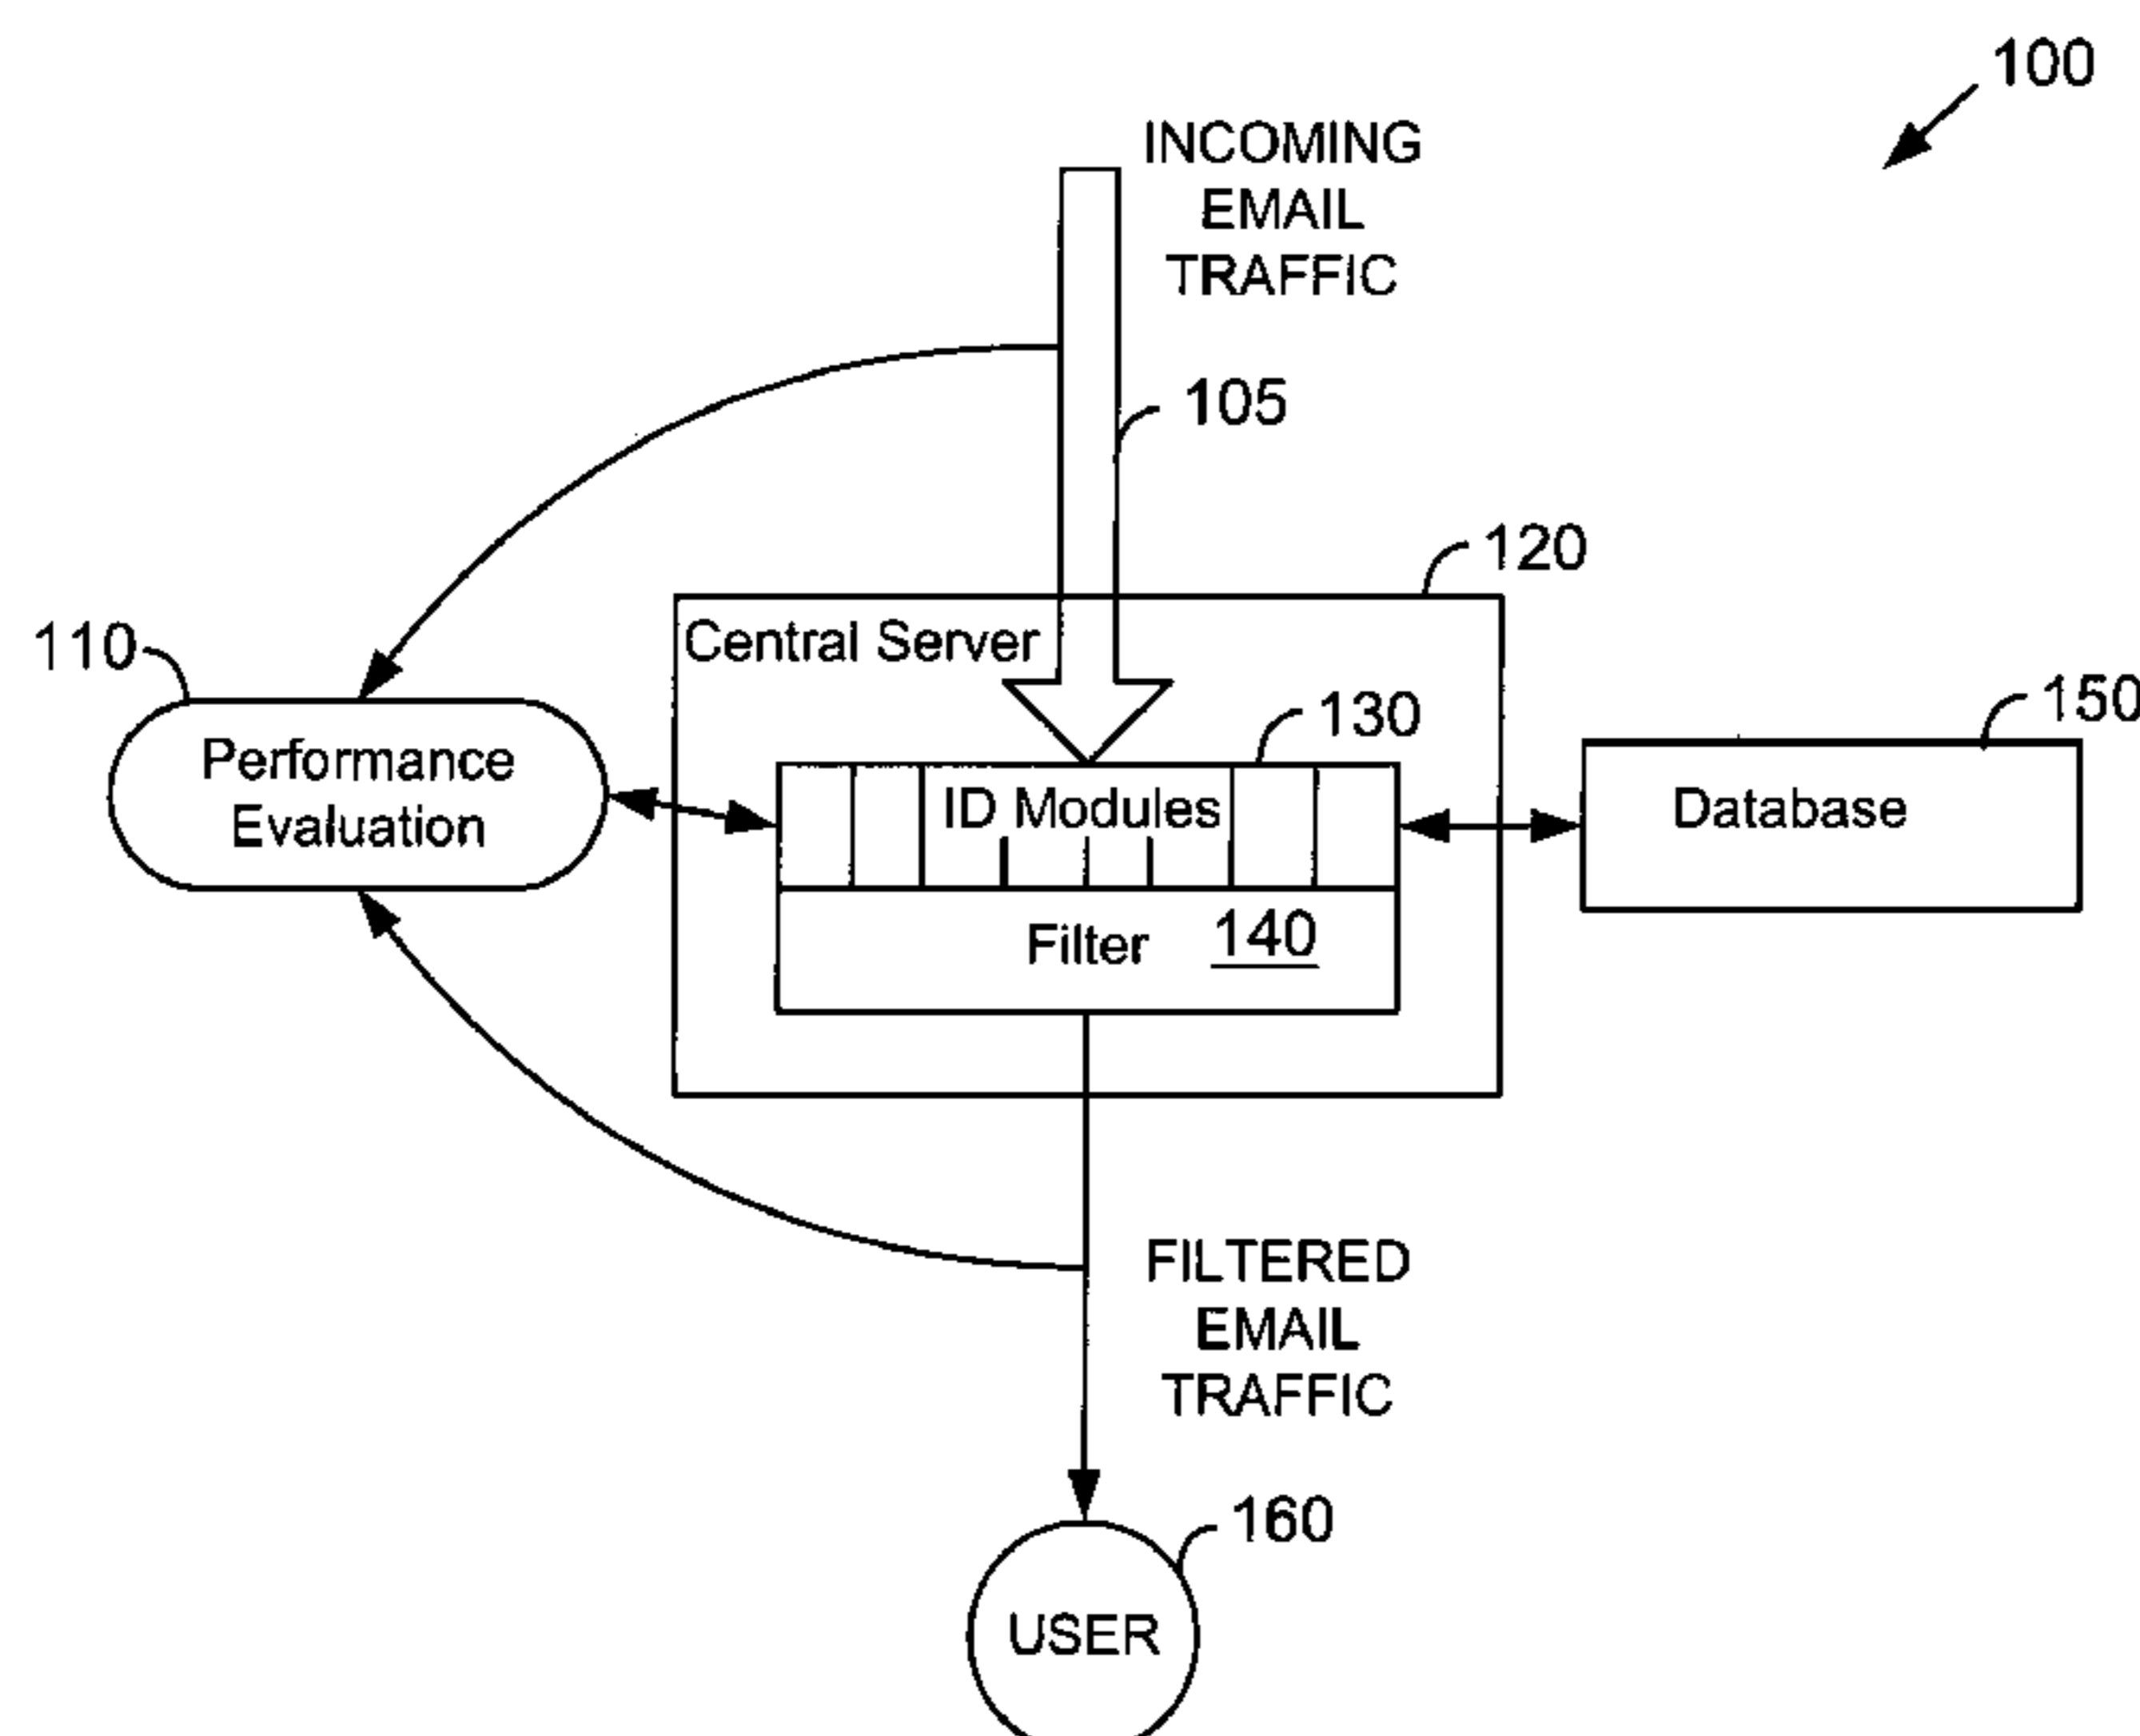 100
INCOMING
EMAIL
TRAFFIC
105
120
Central Server
110
Performance
Evaluation
130
150
ID Modules
Database
Filter 140
FILTERED
EMAIL
TRAFFIC
160
USER